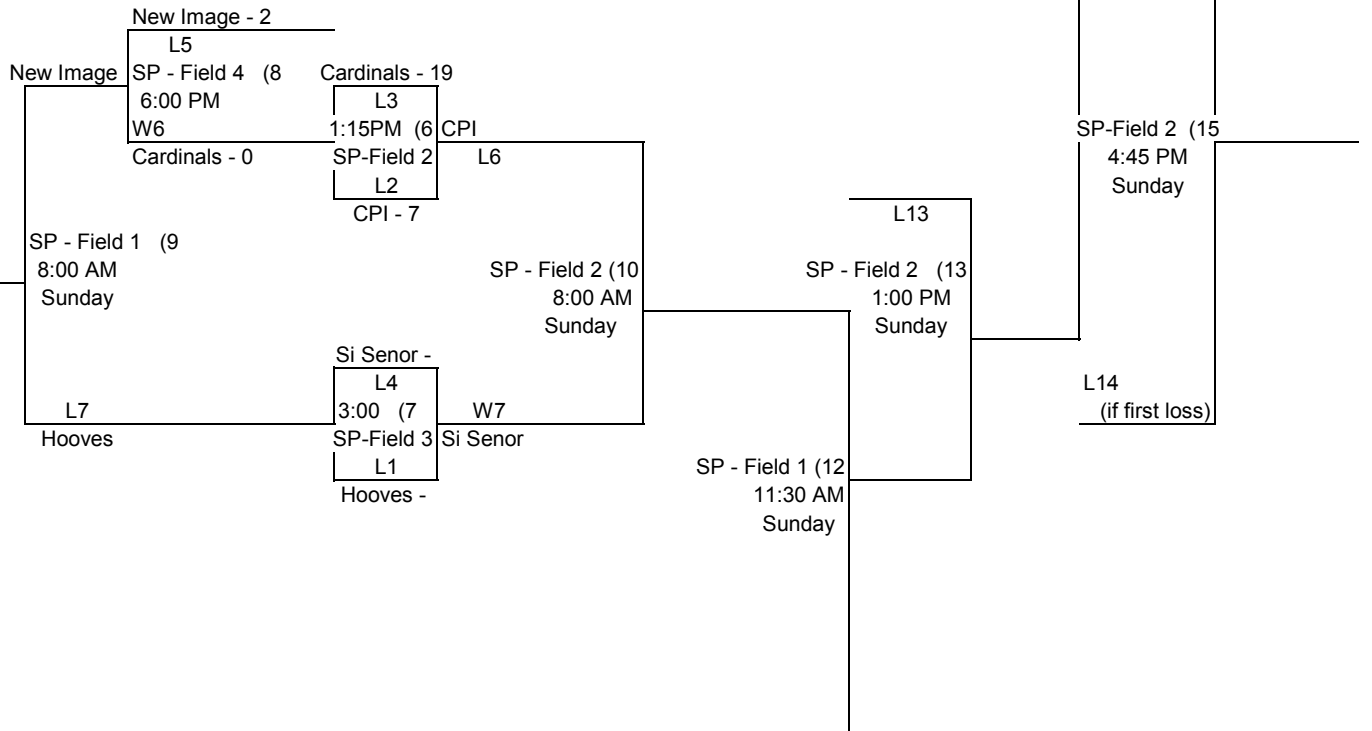 New Image - 2
L5
New Image
SP - Field 4 (8
6:00 PM
W6
Cardinals - 0
Cardinals - 19
L3
1:15PM (6
SP-Field 2
L2
CPI - 7
CPI
L6
SP - Field 1 (9
8:00 AM
Sunday
SP - Field 2 (10
8:00 AM
Sunday
Si Senor -
L4
3:00 (7
SP-Field 3
L1
Hooves -
W7
Si Senor
L7
Hooves
L13
SP - Field 2 (13
1:00 PM
Sunday
SP - Field 1 (12
11:30 AM
Sunday
SP-Field 2 (15
4:45 PM
Sunday
L14
(if first loss)